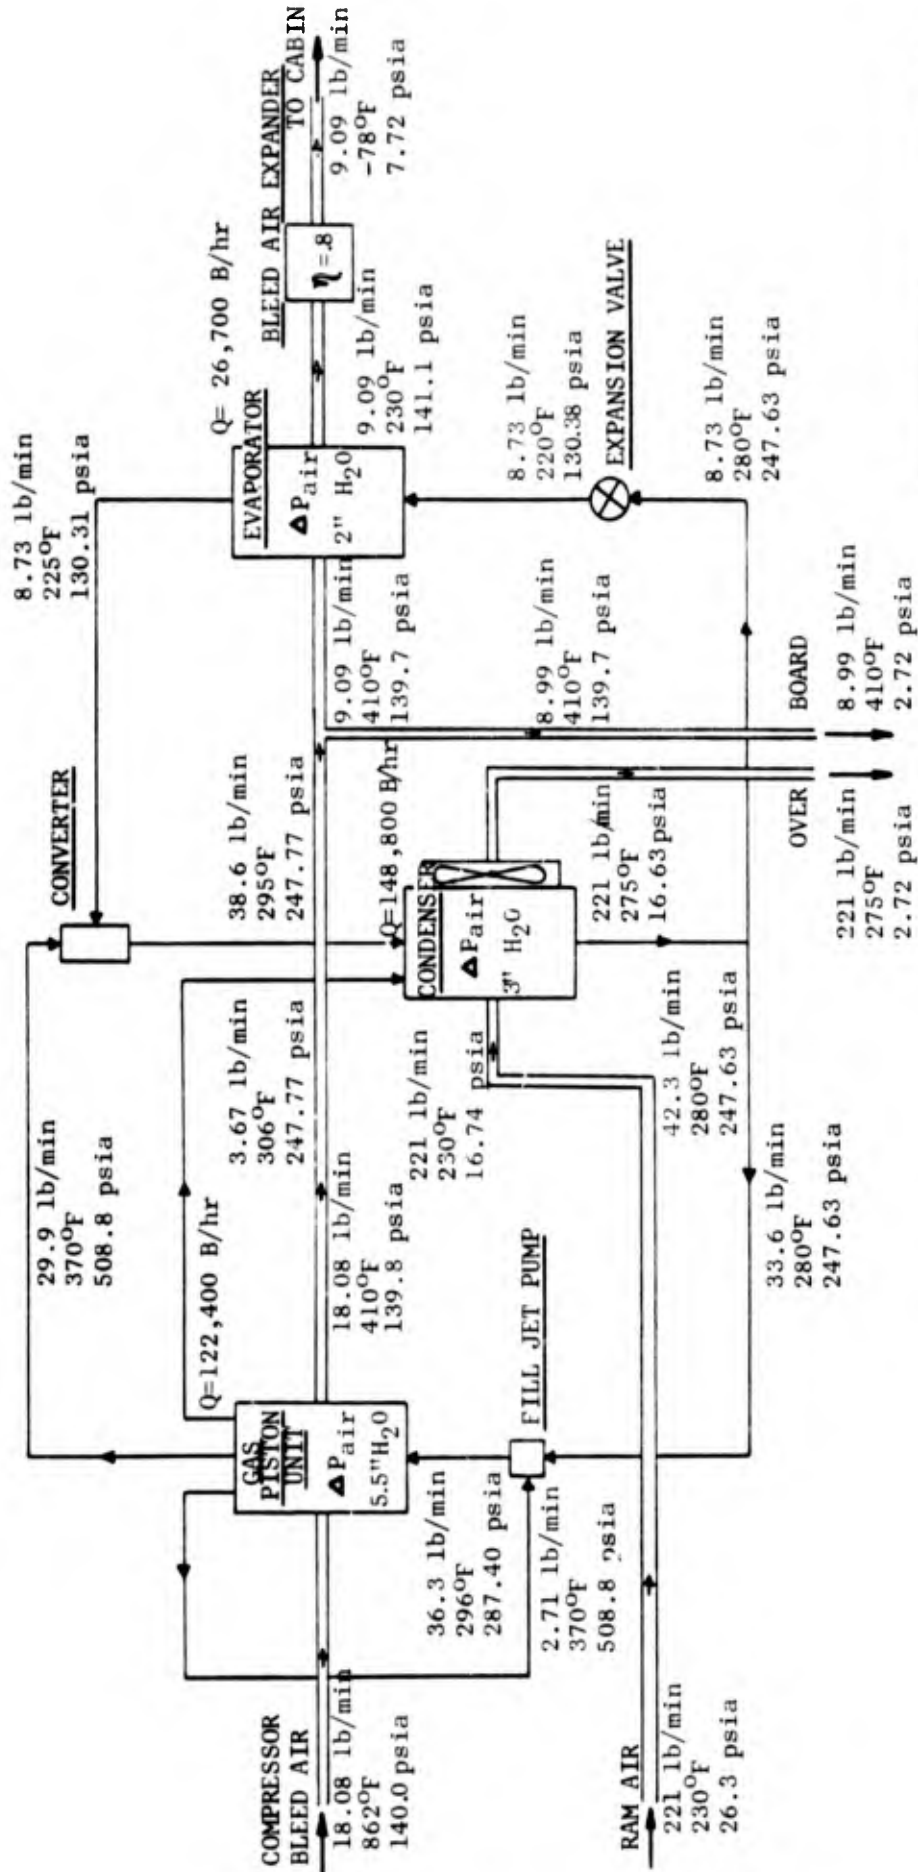 COMPRESSOR
BLEED AIR
18.08 lb/min
862°F
140.0 psia
RAM AIR
221 lb/min
230°F
26.3 psia
29.9 lb/min
370°F
508.8 psia
Q=122,400 B/hr
GAS
PISTON
UNIT
ΔPair
5.5"H2O
36.3 lb/min
296°F
287.40 psia
2.71 lb/min
370°F
508.8 psia
FILL JET PUMP
18.08 lb/min
410°F
139.8 psia
3.67 lb/min
306°F
247.77 psia
CONVERTER
38.6 lb/min
295°F
247.77 psia
Q=148,800 B/hr
CONDENSER
ΔPair
3" H2O
221 lb/min
230°F
16.74 psia
221 lb/min
275°F
16.63psia
42.3 lb/min
280°F
247.63 psia
33.6 lb/min
280°F
247.63 psia
8.73 lb/min
225°F
130.31 psia
Q= 26,700 B/hr
EVAPORATOR
ΔPair
2" H2O
9.09 lb/min
410°F
139.7 psia
8.99 lb/min
410°F
139.7 psia
OVER BOARD
221 lb/min
275°F
2.72 psia
8.99 lb/min
410°F
2.72 psia
BLEED AIR EXPANDER
η=.8
9.09 lb/min
230°F
141.1 psia
8.73 lb/min
220°F
130.38 psia
EXPANSION VALVE
8.73 lb/min
280°F
247.63 psia
TO CABIN
9.09 lb/min
-78°F
7.72 psia